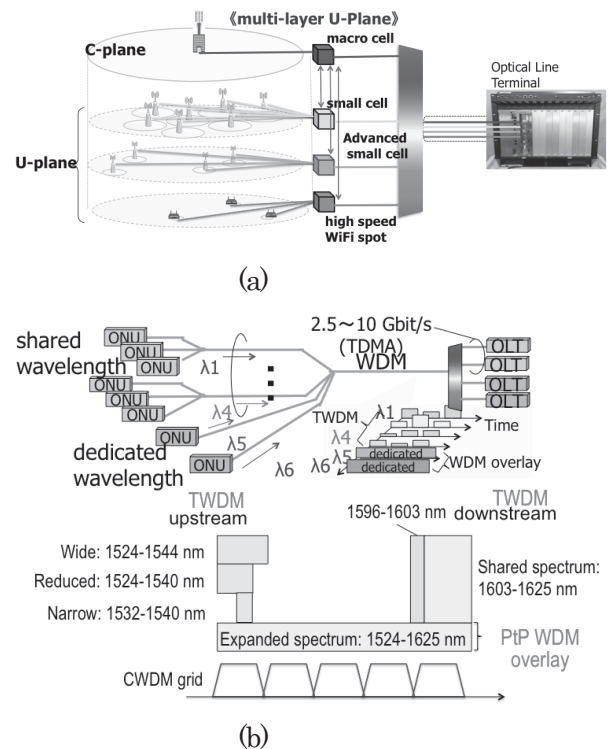 《multi-layer U-Plane》
C-plane
macro cell
Optical Line
Terminal
small cell
Advanced
small cell
U-plane
high speed
WiFi spot
(a)
shared
wavelength
ONU
ONU
ONU
λ1
2.5～10 Gbit/s
(TDMA)
WDM
OLT
OLT
OLT
OLT
ONU
ONU
ONU
λ4
dedicated
wavelength
ONU
λ5
ONU
λ6
λ1
TWDM
Time
λ4
λ5
dedicated
λ6
dedicated
WDM overlay
TWDM
upstream
1596-1603 nm
TWDM
downstream
Wide: 1524-1544 nm
Reduced: 1524-1540 nm
Narrow: 1532-1540 nm
Shared spectrum:
1603-1625 nm
Expanded spectrum: 1524-1625 nm
PtP WDM
overlay
CWDM grid
(b)